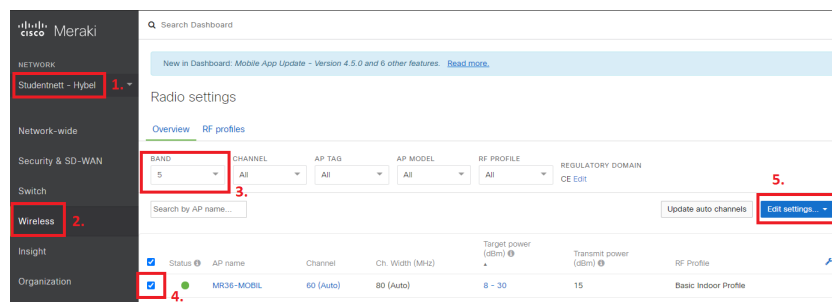 CISCO Meraki
Search Dashboard
NETWORK
Studentnett - Hybel 1.
New in Dashboard: Mobile App Update - Version 4.5.0 and 6 other features. Read more.
Radio settings
Overview RF profiles
Network-wide
Security & SD-WAN
Switch
Wireless 2.
Insight
Organization
BAND CHANNEL AP TAG AP MODEL RF PROFILE REGULATORY DOMAIN
5 All All All All CE Edit
3. 5.
Search by AP name... Update auto channels Edit settings...
Status AP name Channel Ch. Width (MHz) Target power (dBm) Transmit power (dBm) RF Profile
MR36-MOBIL 60 (Auto) 80 (Auto) 8 - 30 15 Basic Indoor Profile
4.